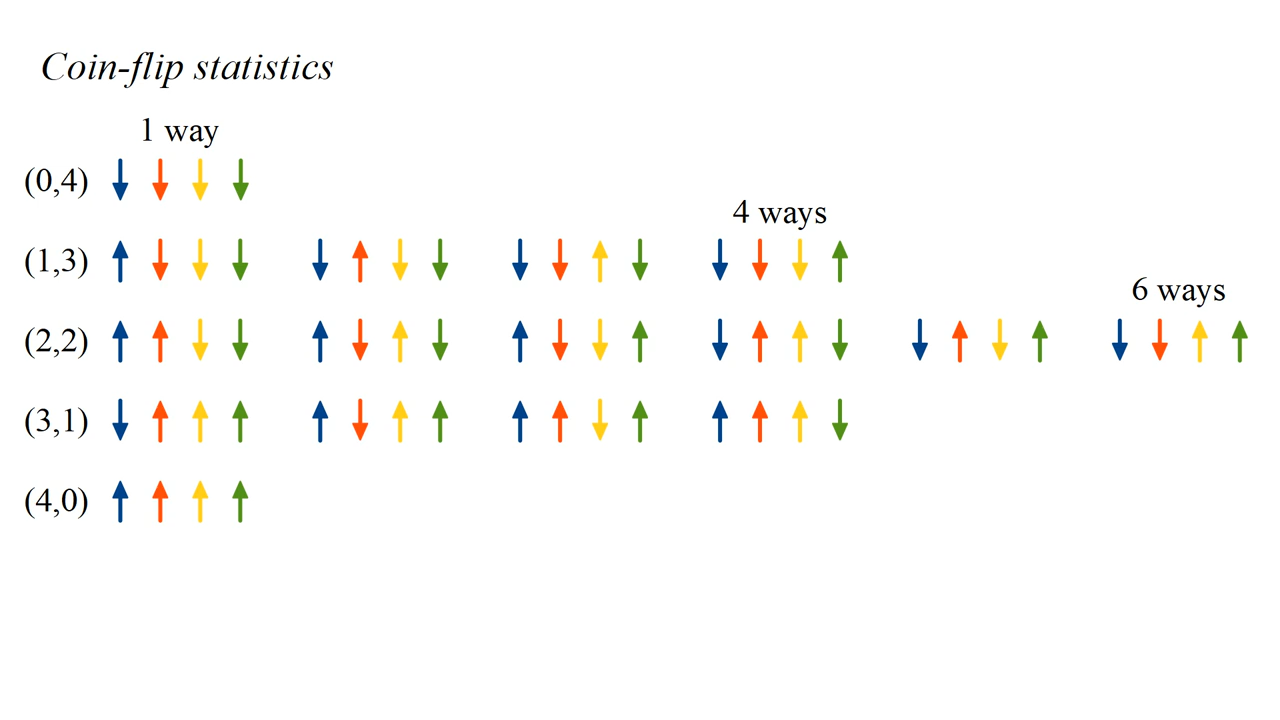 Coin-flip statistics
1 way
(0,4)
4 ways
(1,3)
6 ways
(2,2)
(3,1)
(4,0)